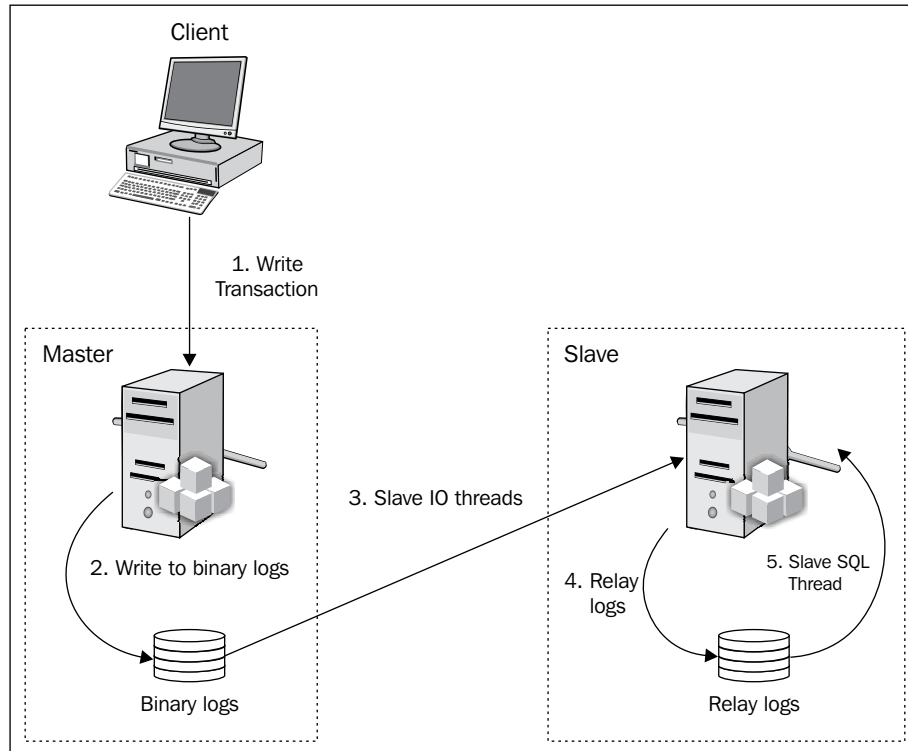 Client
1. Write
Transaction
Master
Slave
3. Slave IO threads
2. Write to binary logs
4. Relay
logs
5. Slave SQL
Thread
Binary logs
Relay logs